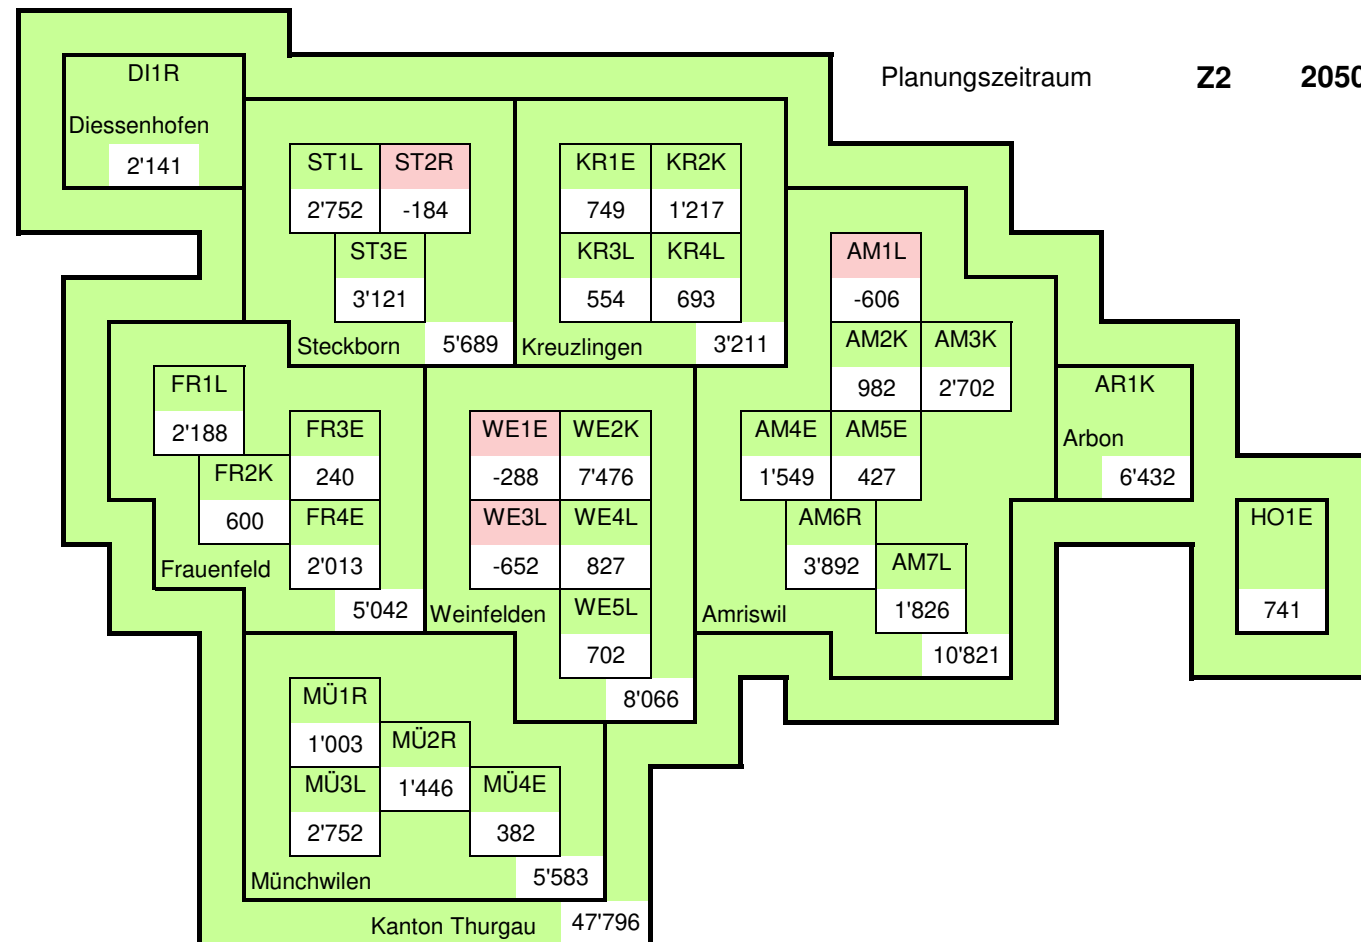 DI1R
Planungszeitraum Z2 2050
Diessenhofen
2'141
ST1L ST2R
2'752 -184
ST3E
3'121
Steckborn 5'689
KR1E KR2K
749 1'217
KR3L KR4L
554 693
Kreuzlingen 3'211
AM1L
-606
AM2K AM3K
982 2'702
AM4E AM5E
1'549 427
AM6R
3'892
AM7L
1'826
Amriswil
10'821
AR1K
Arbon
6'432
HO1E
741
FR1L
2'188
FR3E
240
FR2K
600
FR4E
2'013
Frauenfeld
5'042
WE1E WE2K
-288 7'476
WE3L WE4L
-652 827
WE5L
702
Weinfelden
8'066
MÜ1R
1'003
MÜ2R
1'446
MÜ3L
2'752
MÜ4E
382
Münchwilen 5'583
Kanton Thurgau 47'796